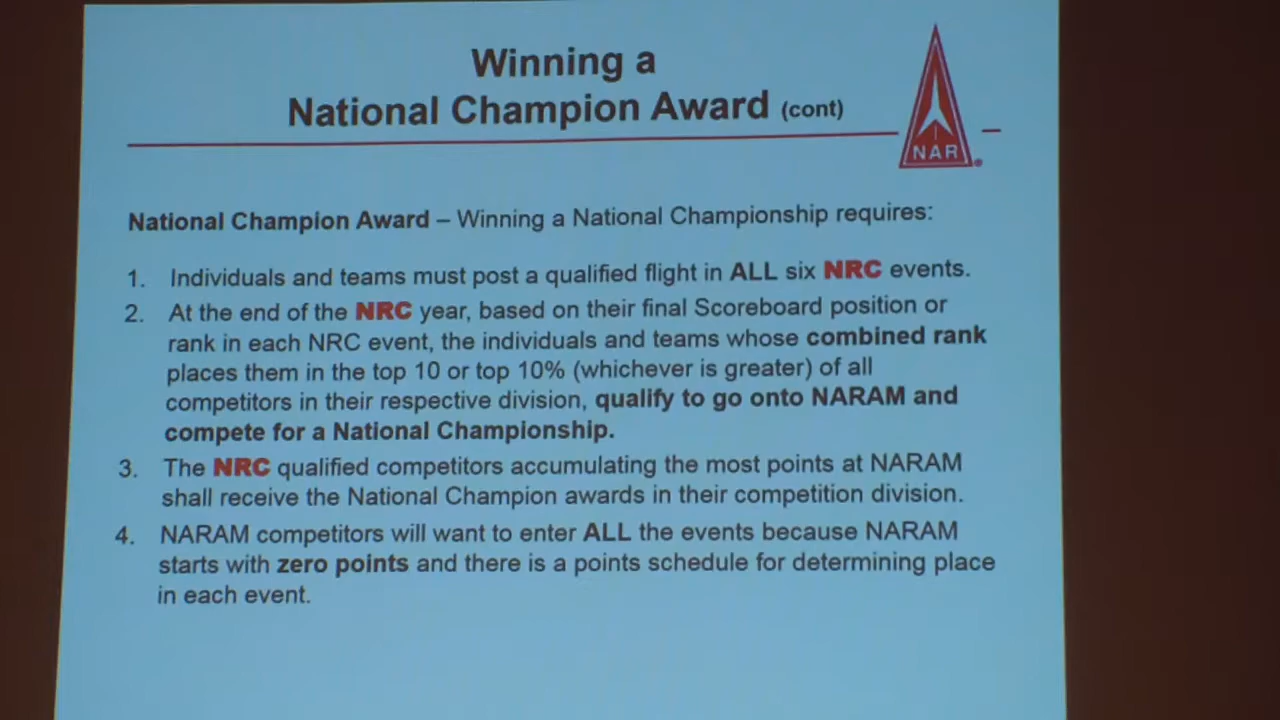 Winning a
National Champion Award (cont)
NAR
National Champion Award – Winning a National Championship requires:
1. Individuals and teams must post a qualified flight in ALL six NRC events.
2. At the end of the NRC year, based on their final Scoreboard position or
rank in each NRC event, the individuals and teams whose combined rank
places them in the top 10 or top 10% (whichever is greater) of all
competitors in their respective division, qualify to go onto NARAM and
compete for a National Championship.
3. The NRC qualified competitors accumulating the most points at NARAM
shall receive the National Champion awards in their competition division.
4. NARAM competitors will want to enter ALL the events because NARAM
starts with zero points and there is a points schedule for determining place
in each event.